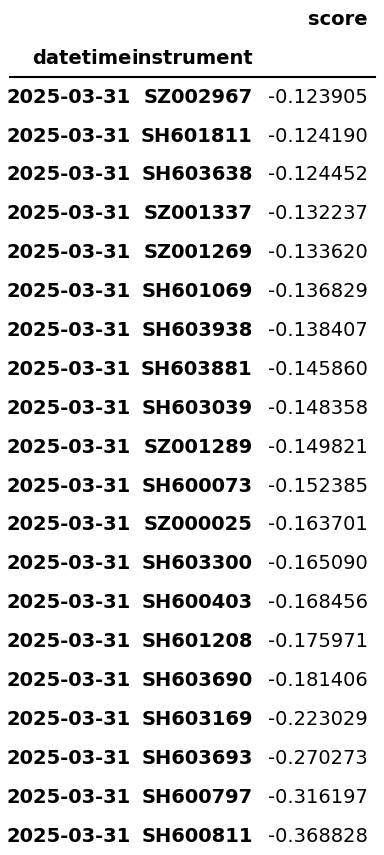 score
datetime instrument
2025-03-31 SZ002967 -0.123905
2025-03-31 SH601811 -0.124190
2025-03-31 SH603638 -0.124452
2025-03-31 SZ001337 -0.132237
2025-03-31 SZ001269 -0.133620
2025-03-31 SH601069 -0.136829
2025-03-31 SH603938 -0.138407
2025-03-31 SH603881 -0.145860
2025-03-31 SH603039 -0.148358
2025-03-31 SZ001289 -0.149821
2025-03-31 SH600073 -0.152385
2025-03-31 SZ000025 -0.163701
2025-03-31 SH603300 -0.165090
2025-03-31 SH600403 -0.168456
2025-03-31 SH601208 -0.175971
2025-03-31 SH603690 -0.181406
2025-03-31 SH603169 -0.223029
2025-03-31 SH603693 -0.270273
2025-03-31 SH600797 -0.316197
2025-03-31 SH600811 -0.368828